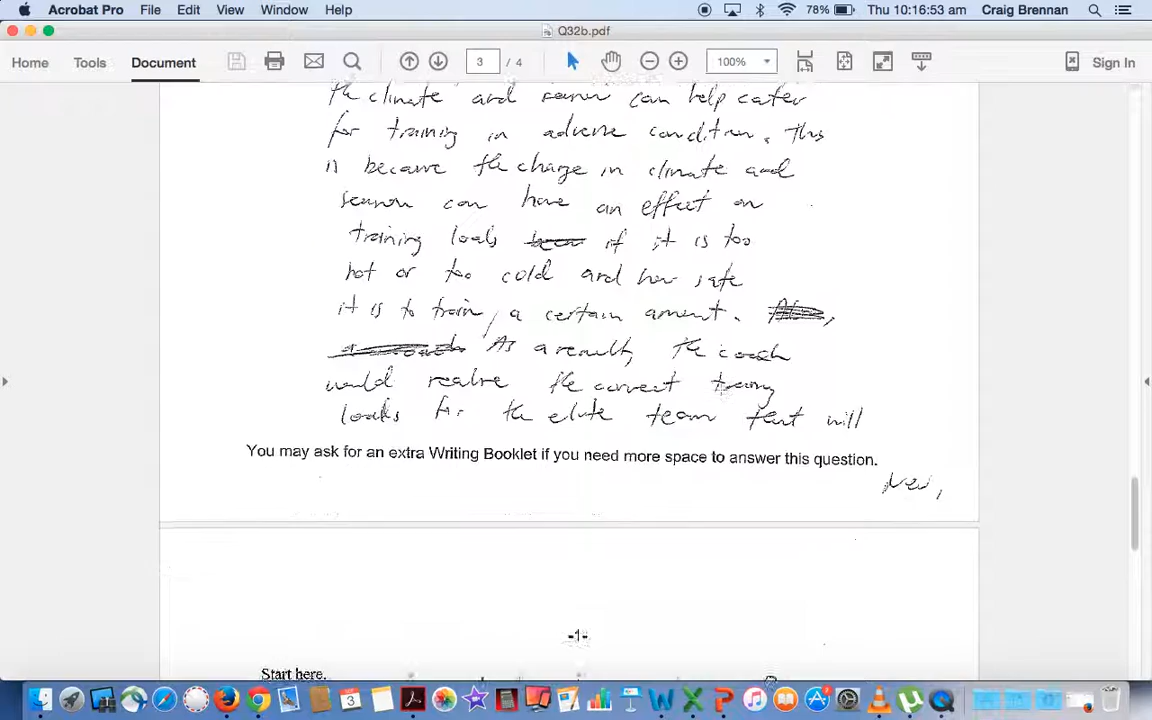 Acrobat Pro File Edit View Window Help 78% Thu 10:16:53 am Craig Brennan
Q32b.pdf
Home Tools Document 3 / 4 100% Sign In
the climate and season can help cater
for training in adverse condition. This
is because the change in climate and
season can have an effect on
training loads if it is too
hot or too cold and how safe
it is to train, a certain amount.
As a result, the coach
would realise the correct training
loads for the elite team that will
You may ask for an extra Writing Booklet if you need more space to answer this question.
-1-
Start here.